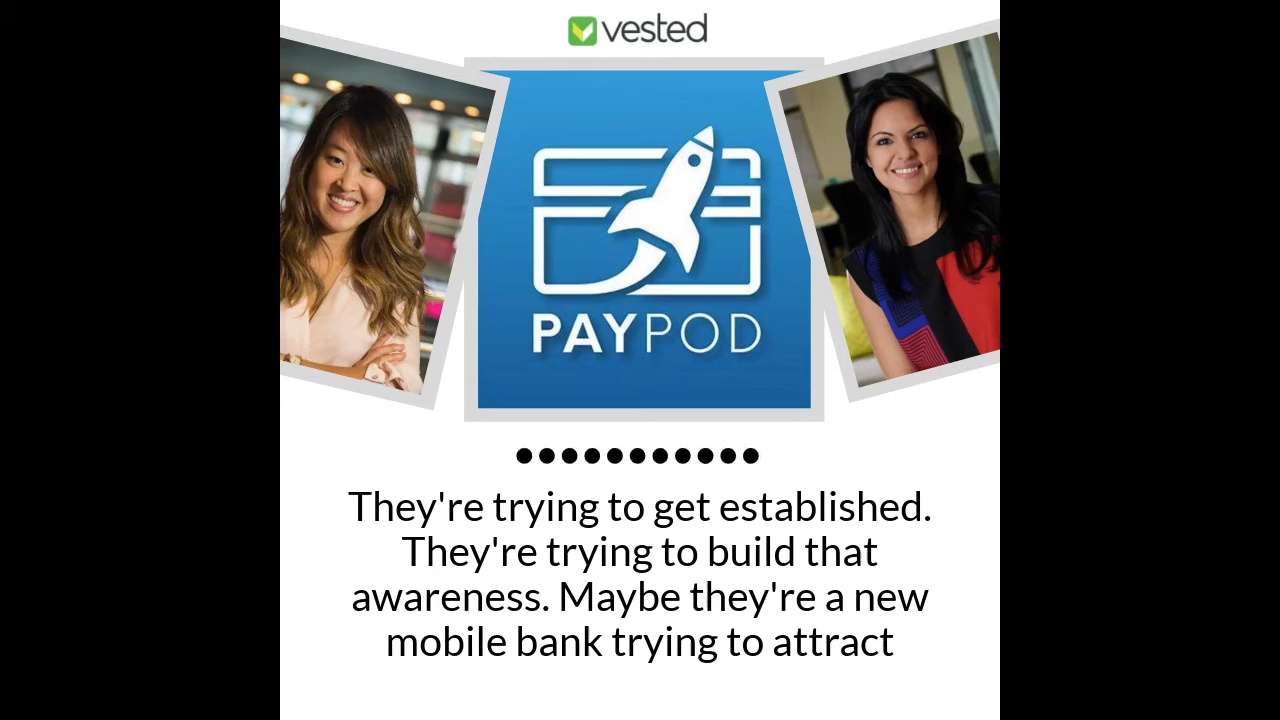 vested
PAYPOD
They're trying to get established.
They're trying to build that
awareness. Maybe they're a new
mobile bank trying to attract